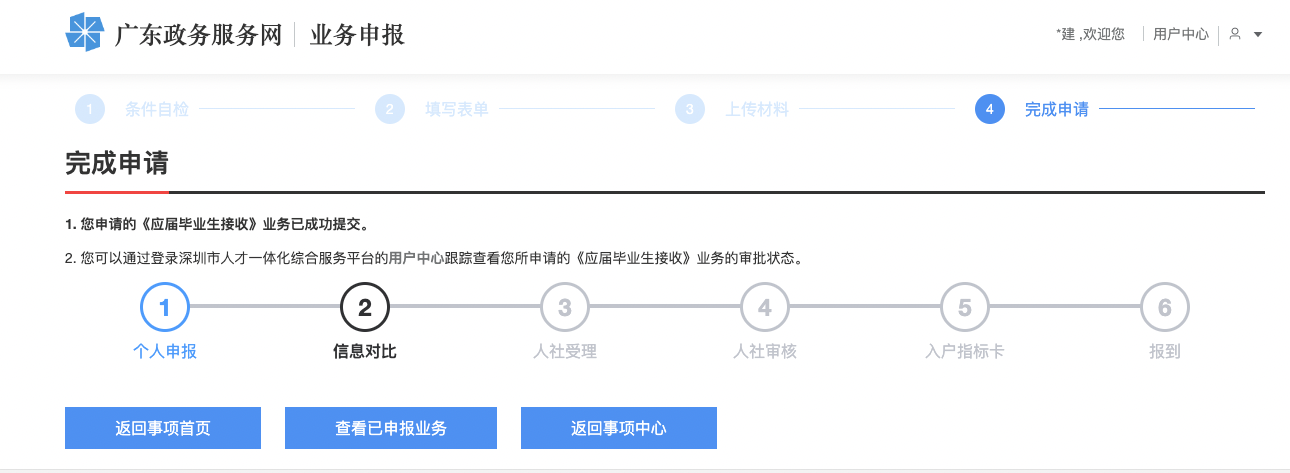 广东政务服务网 业务申报 *建 ,欢迎您 用户中心
1 条件自检 2 填写表单 3 上传材料 4 完成申请
完成申请
1. 您申请的《应届毕业生接收》业务已成功提交。
2. 您可以通过登录深圳市人才一体化综合服务平台的用户中心跟踪查看您所申请的《应届毕业生接收》业务的审批状态。
1 2 3 4 5 6
个人申报 信息对比 人社受理 人社审核 入户指标卡 报到
返回事项首页 查看已申报业务 返回事项中心